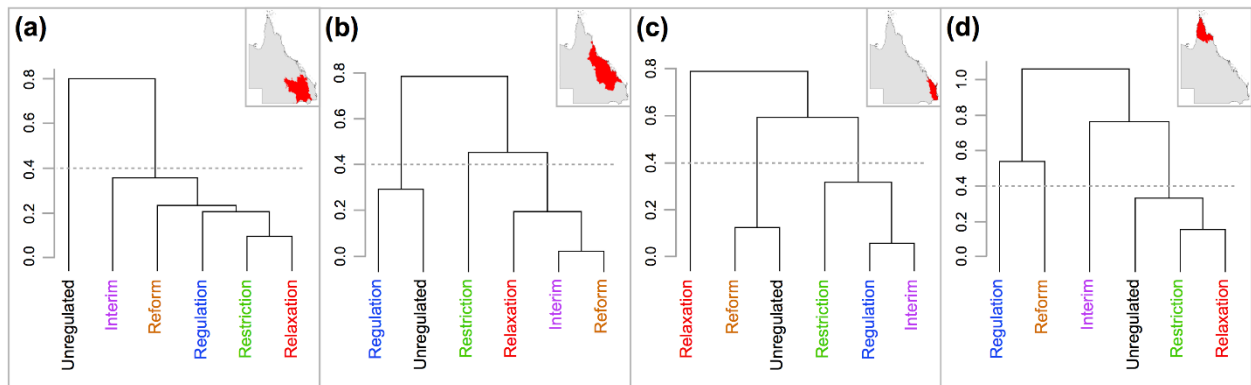 (a)
0.8
0.6
0.4
0.2
0.0
Unregulated
Interim
Reform
Regulation
Restriction
Relaxation
(b)
0.8
0.6
0.4
0.2
0.0
Regulation
Unregulated
Restriction
Relaxation
Interim
Reform
(c)
0.8
0.6
0.4
0.2
0.0
Relaxation
Reform
Unregulated
Restriction
Regulation
Interim
(d)
1.0
0.8
0.6
0.4
0.2
0.0
Regulation
Reform
Interim
Unregulated
Restriction
Relaxation